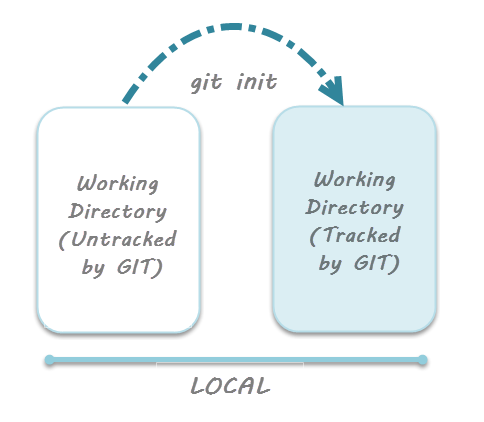 git init
Working
Directory
(Untracked
by GIT)
Working
Directory
(Tracked
by GIT)
LOCAL